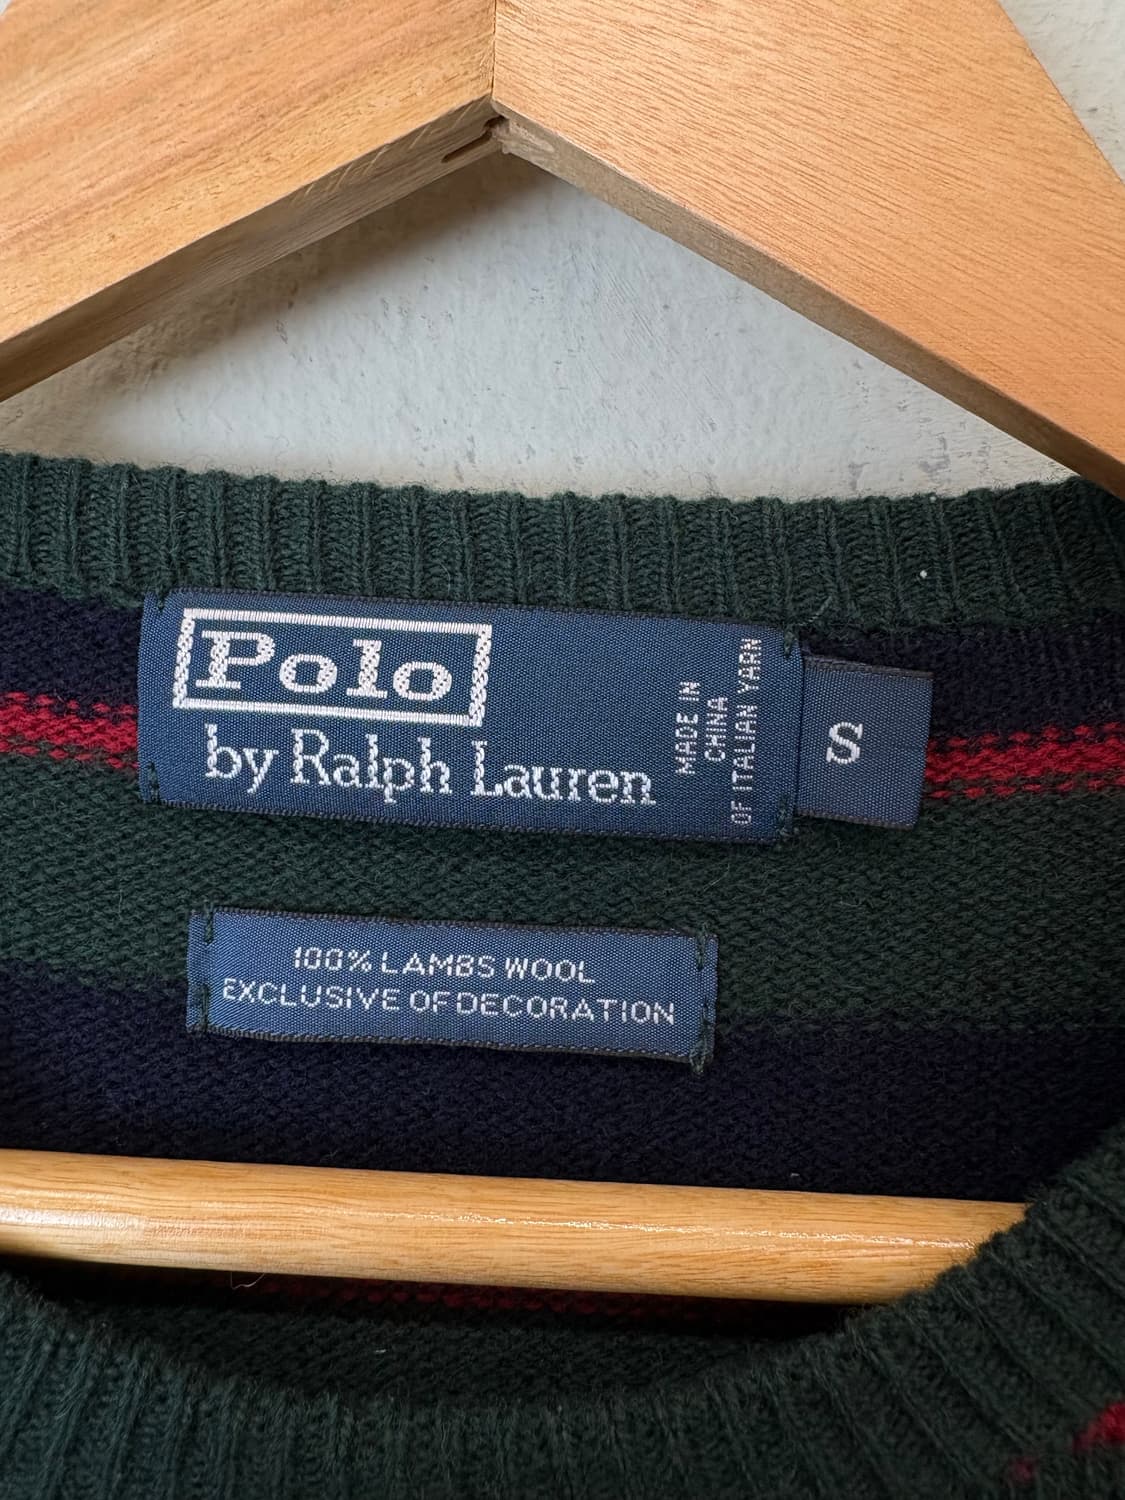 Polo
by Ralph Lauren
MADE IN
CHINA
OF ITALIAN YARN
S
100% LAMBS WOOL
EXCLUSIVE OF DECORATION